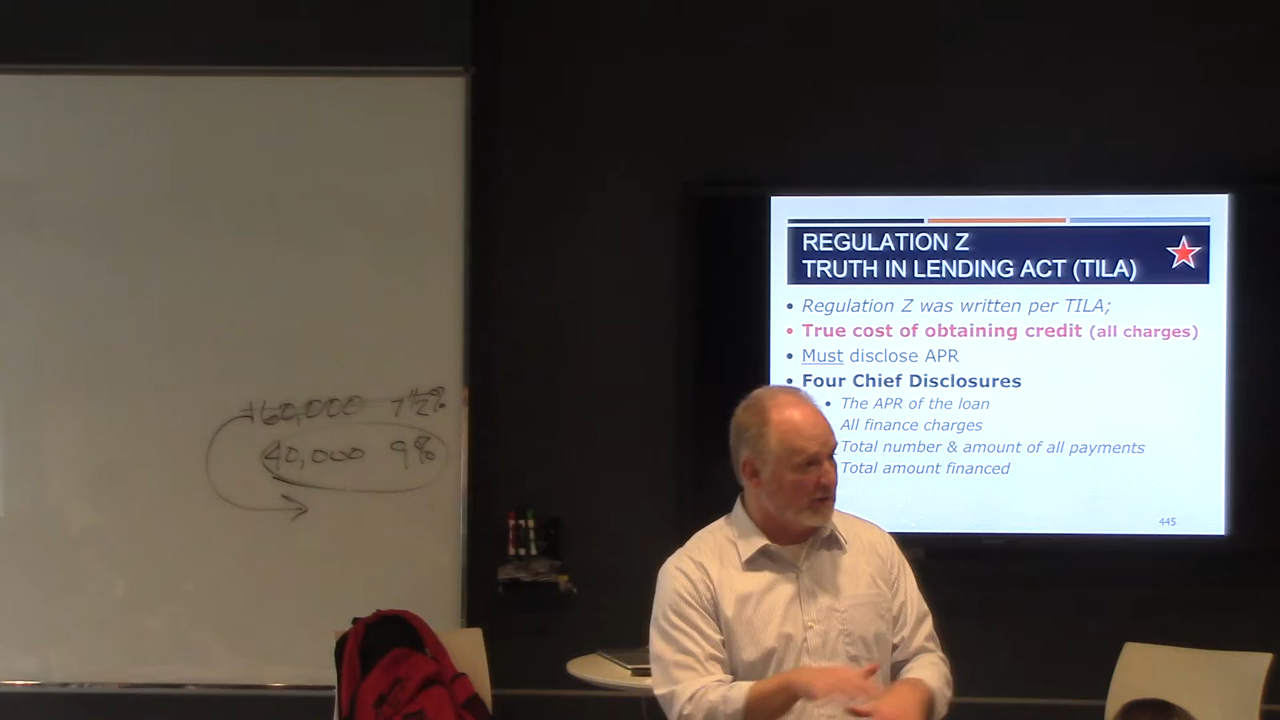 160,000 7½%
40,000 9%
REGULATION Z
TRUTH IN LENDING ACT (TILA)
• Regulation Z was written per TILA;
• True cost of obtaining credit (all charges)
• Must disclose APR
• Four Chief Disclosures
• The APR of the loan
All finance charges
Total number & amount of all payments
Total amount financed
445